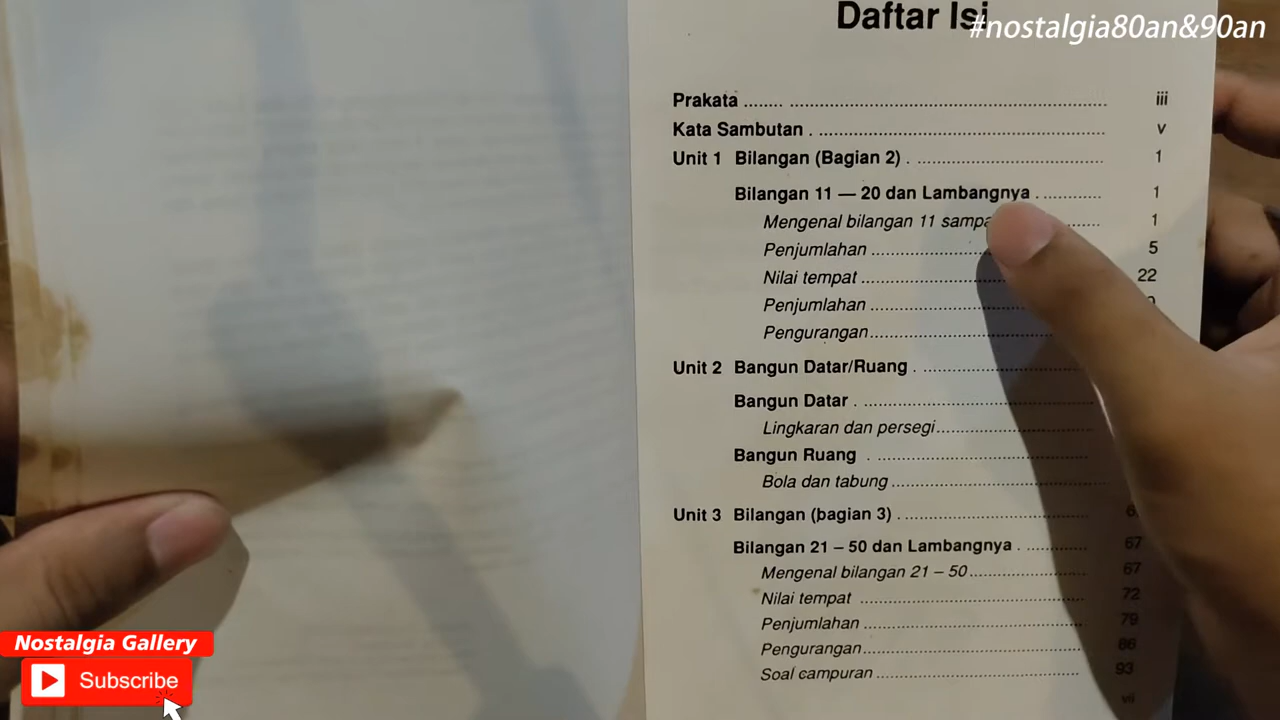 Daftar Isi
#nostalgia80an&90an
Prakata ........ ........................................................... iii
Kata Sambutan . ..................................................... v
Unit 1 Bilangan (Bagian 2) . ................................... 1
Bilangan 11 — 20 dan Lambangnya . ........... 1
Mengenal bilangan 11 ....... 1
Penjumlahan ........................ 5
Nilai tempat .......................... 22
Penjumlahan ........................
Pengurangan........................
Unit 2 Bangun Datar/Ruang . ................................
Bangun Datar . ............................................
Lingkaran dan persegi..............................
Bangun Ruang . ..........................................
Bola dan tabung ......................................
Unit 3 Bilangan (bagian 3) . ...................................
Bilangan 21 – 50 dan Lambangnya . ............ 67
Mengenal bilangan 21 – 50...................... 67
Nilai tempat ............................................ 72
Penjumlahan .......................................... 79
Pengurangan.......................................... 86
Soal campuran ....................................... 93
vii
Nostalgia Gallery
Subscribe